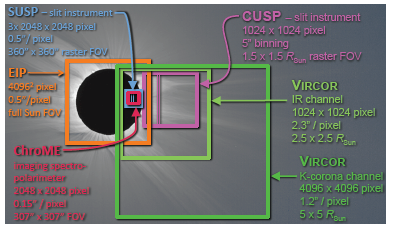 SUSP – slit instrument
3x 2048 x 2048 pixel
0.5"/ pixel
360" x 360" raster FOV
EIP
4096² pixel
0.5"/ pixel
full Sun FOV
ChroME
Imaging spectro-
polarimeter
2048 x 2048 pixel
0.15 "/ pixel
307" x 307" FOV
CUSP – slit instrument
1024 x 1024 pixel
5" binning
1.5 x 1.5 RSun raster FOV
VIRCOR
IR channel
1024 x 1024 pixel
2.3" / pixel
2.5 x 2.5 RSun
VIRCOR
K-corona channel
4096 x 4096 pixel
1.2" / pixel
5 x 5 RSun